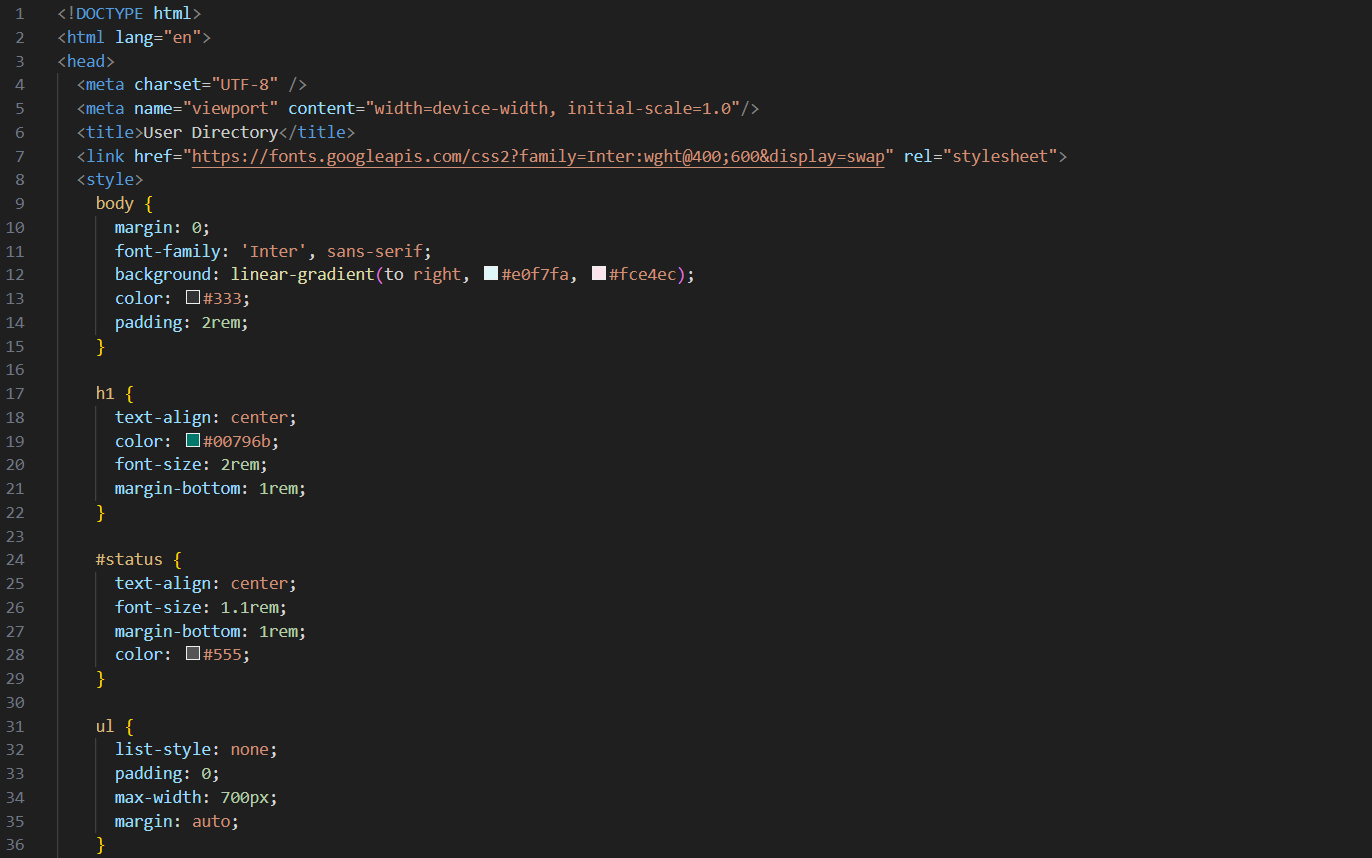 1 <!DOCTYPE html>
2 <html lang="en">
3 <head>
4   <meta charset="UTF-8" />
5   <meta name="viewport" content="width=device-width, initial-scale=1.0"/>
6   <title>User Directory</title>
7   <link href="https://fonts.googleapis.com/css2?family=Inter:wght@400;600&display=swap" rel="stylesheet">
8   <style>
9     body {
10       margin: 0;
11       font-family: 'Inter', sans-serif;
12       background: linear-gradient(to right, #e0f7fa, #fce4ec);
13       color: #333;
14       padding: 2rem;
15     }
16
17     h1 {
18       text-align: center;
19       color: #00796b;
20       font-size: 2rem;
21       margin-bottom: 1rem;
22     }
23
24     #status {
25       text-align: center;
26       font-size: 1.1rem;
27       margin-bottom: 1rem;
28       color: #555;
29     }
30
31     ul {
32       list-style: none;
33       padding: 0;
34       max-width: 700px;
35       margin: auto;
36     }